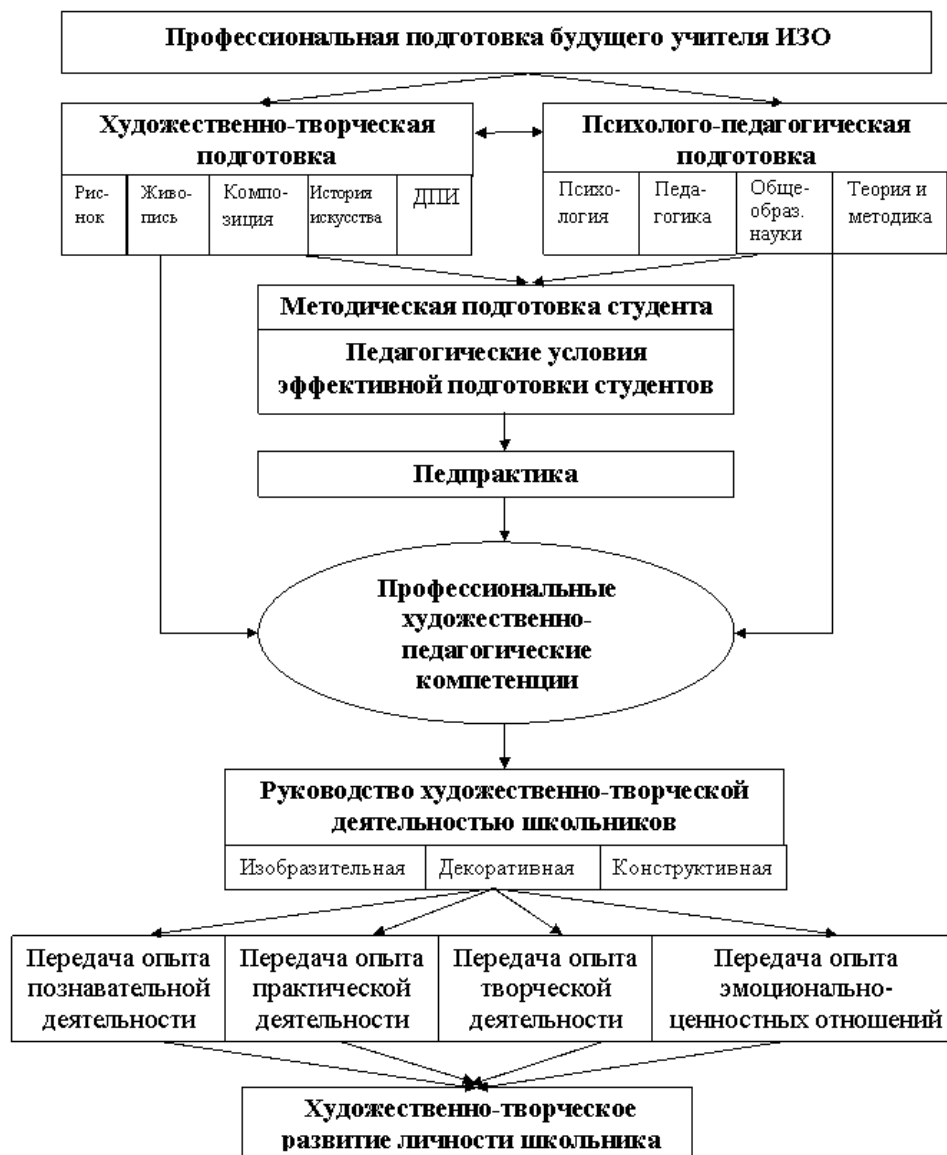 Профессиональная подготовка будущего учителя ИЗО
Художественно-творческая
подготовка
Психолого-педагогическая
подготовка
Рис-
нок
Живо-
пись
Компо-
зиция
История
искусства
ДПИ
Психо-
логия
Педа-
гогика
Обще-
образ.
науки
Теория и
методика
Методическая подготовка студента
Педагогические условия
эффективной подготовки студентов
Педпрактика
Профессиональные
художественно-
педагогические
компетенции
Руководство художественно-творческой
деятельностью школьников
Изобразительная
Декоративная
Конструктивная
Передача опыта
познавательной
деятельности
Передача опыта
практической
деятельности
Передача опыта
творческой
деятельности
Передача опыта
эмоционально-
ценностных отношений
Художественно-творческое
развитие личности школьника